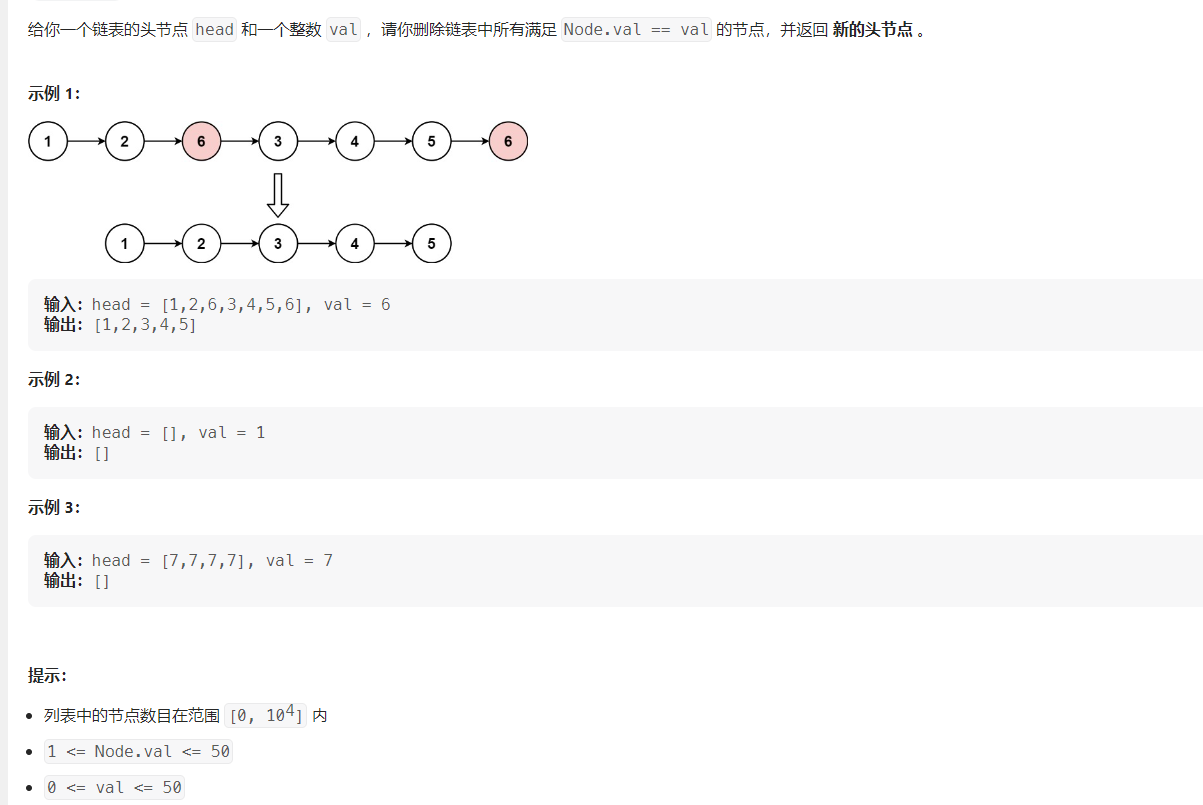 给你一个链表的头节点 head 和一个整数 val ，请你删除链表中所有满足 Node.val == val 的节点，并返回 新的头节点 。
示例 1：
1 2 6 3 4 5 6
1 2 3 4 5
输入：head = [1,2,6,3,4,5,6], val = 6
输出：[1,2,3,4,5]
示例 2：
输入：head = [], val = 1
输出：[]
示例 3：
输入：head = [7,7,7,7], val = 7
输出：[]
提示：
列表中的节点数目在范围 [0, 10⁴] 内
1 <= Node.val <= 50
0 <= val <= 50